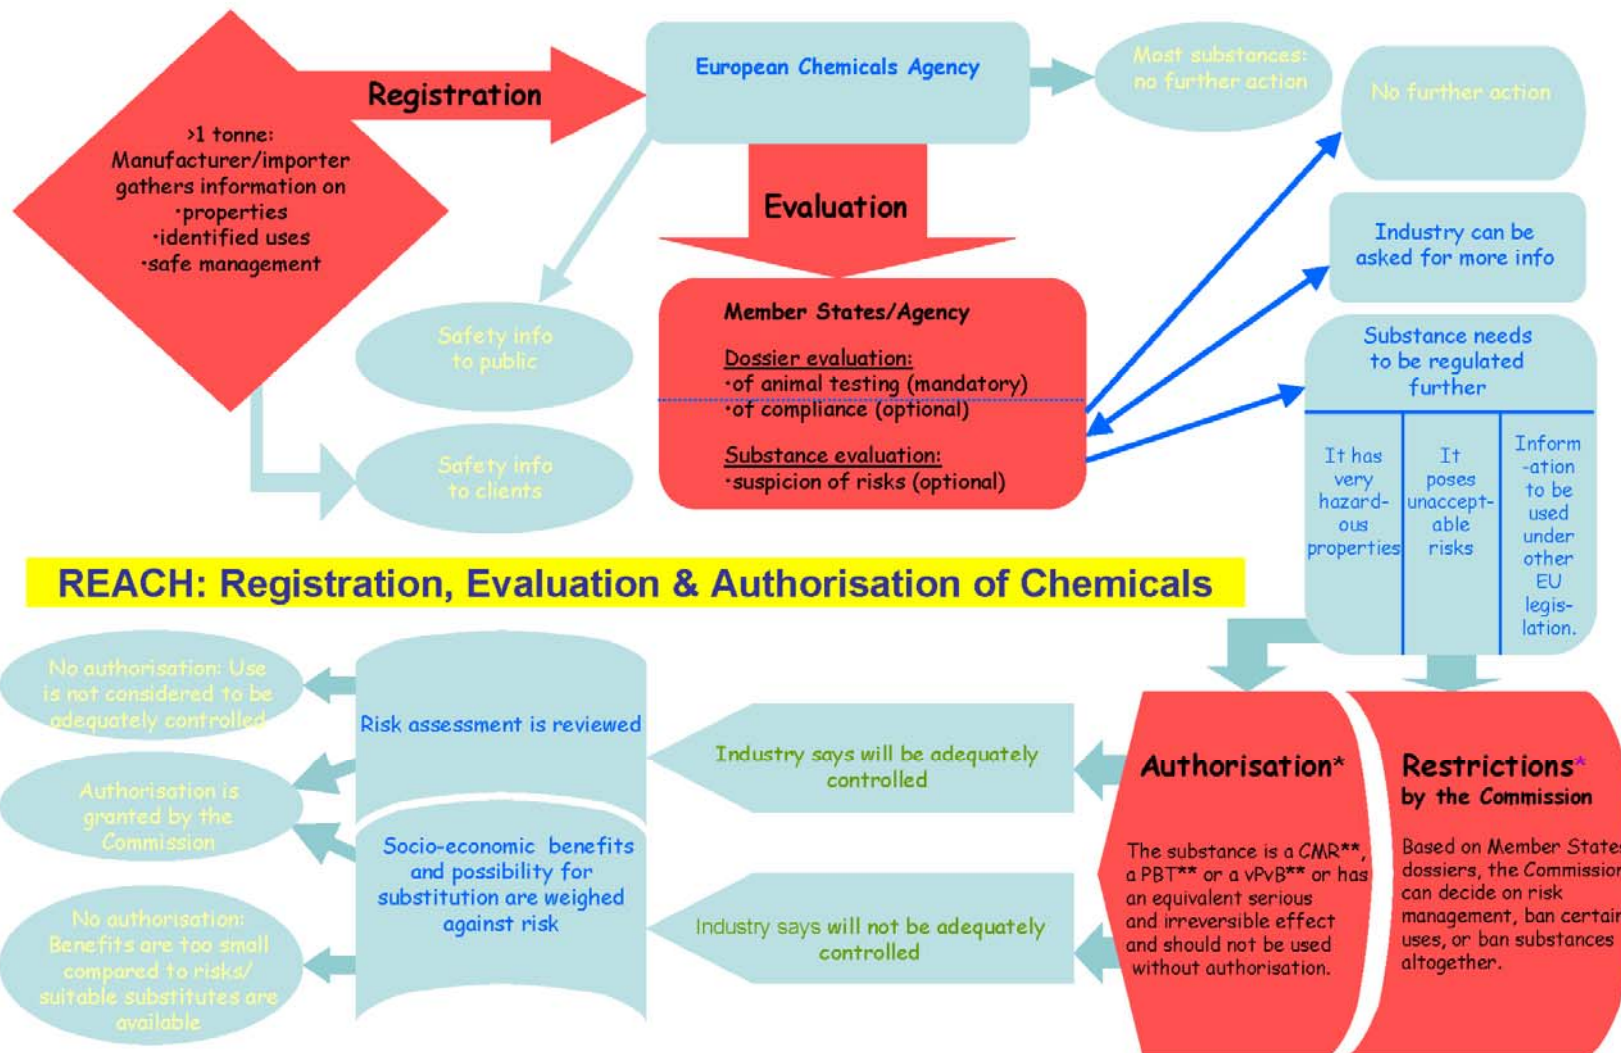 Registration
>1 tonne:
Manufacturer/importer
gathers information on
•properties
•identified uses
•safe management
European Chemicals Agency
Most substances:
no further action
No further action
Evaluation
Industry can be
asked for more info
Safety info
to public
Safety info
to clients
Member States/Agency
Dossier evaluation:
•of animal testing (mandatory)
•of compliance (optional)
Substance evaluation:
•suspicion of risks (optional)
Substance needs
to be regulated
further
It has
very
hazard-
ous
properties
It
poses
unaccept-
able
risks
Inform
-ation
to be
used
under
other
EU
legis-
lation.
REACH: Registration, Evaluation & Authorisation of Chemicals
No authorisation: Use
is not considered to be
adequately controlled
Authorisation is
granted by the
Commission
No authorisation:
Benefits are too small
compared to risks/
suitable substitutes are
available
Risk assessment is reviewed
Socio-economic benefits
and possibility for
substitution are weighed
against risk
Industry says will be adequately
controlled
Industry says will not be adequately
controlled
Authorisation*
The substance is a CMR**,
a PBT** or a vPvB** or has
an equivalent serious
and irreversible effect
and should not be used
without authorisation.
Restrictions*
by the Commission
Based on Member States
dossiers, the Commission
can decide on risk
management, ban certain
uses, or ban substances
altogether.